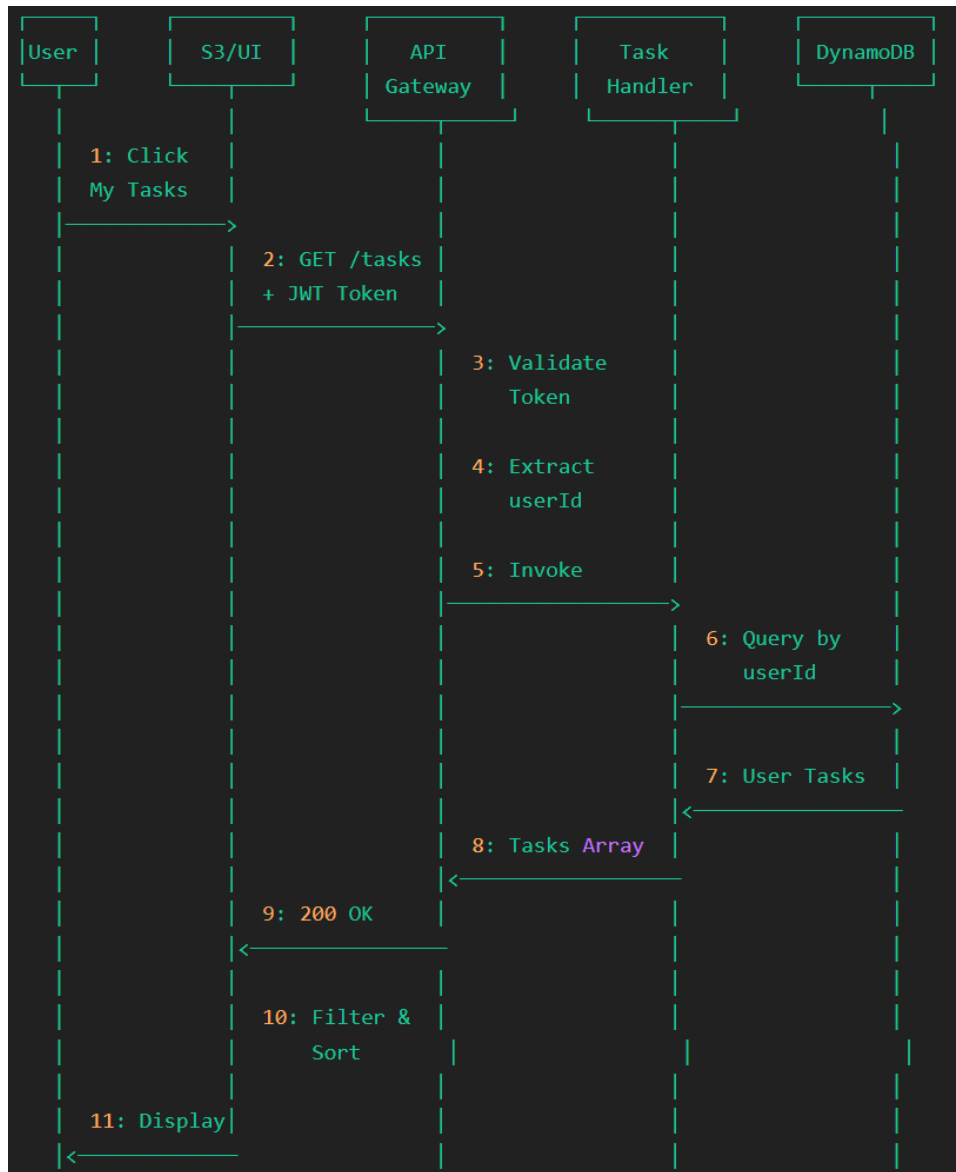 User S3/UI API Task DynamoDB
Gateway Handler
1: Click
My Tasks
2: GET /tasks
+ JWT Token
3: Validate
Token
4: Extract
userId
5: Invoke
6: Query by
userId
7: User Tasks
8: Tasks Array
9: 200 OK
10: Filter &
Sort
11: Display